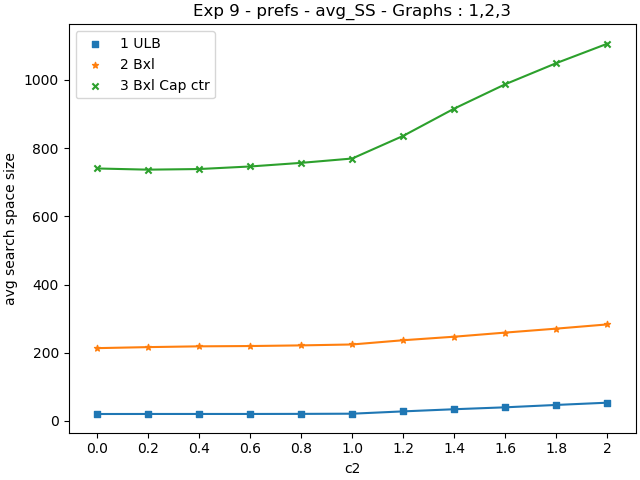 Exp 9 - prefs - avg_SS - Graphs : 1,2,3
1 ULB
2 Bxl
3 Bxl Cap ctr
avg search space size
1000
800
600
400
200
0
0.0 0.2 0.4 0.6 0.8 1.0 1.2 1.4 1.6 1.8 2
c2